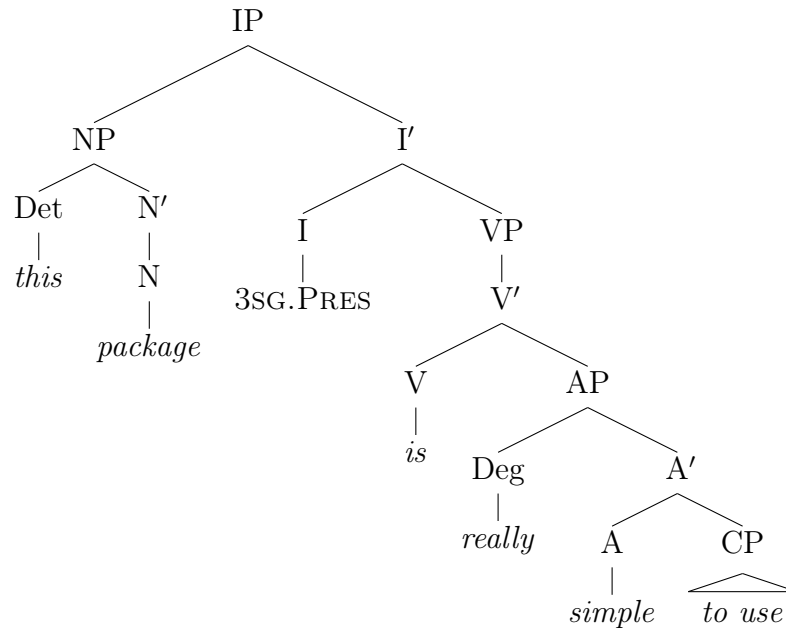 IP
NP I′
Det N′ I VP
this N 3SG.PRES V′
package
V AP
is Deg A′
really A CP
simple to use